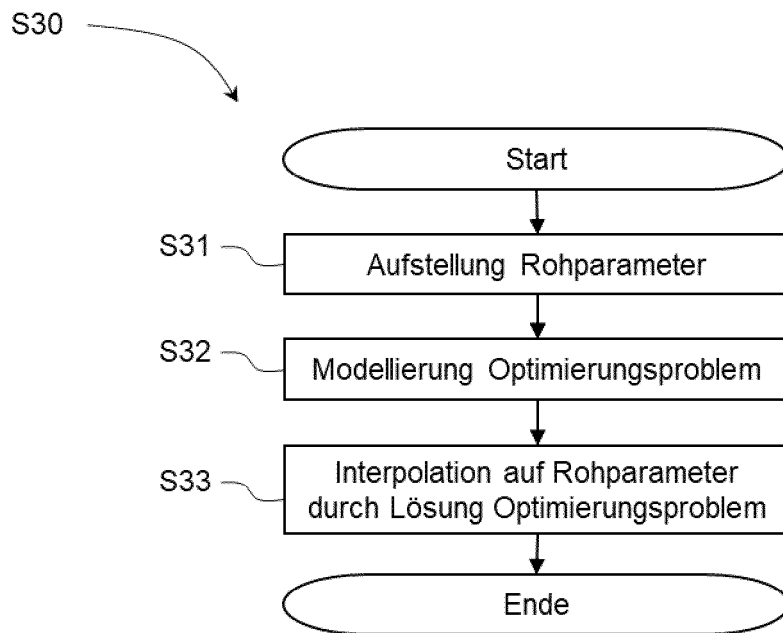 S30
Start
S31
Aufstellung Rohparameter
S32
Modellierung Optimierungsproblem
S33
Interpolation auf Rohparameter
durch Lösung Optimierungsproblem
Ende